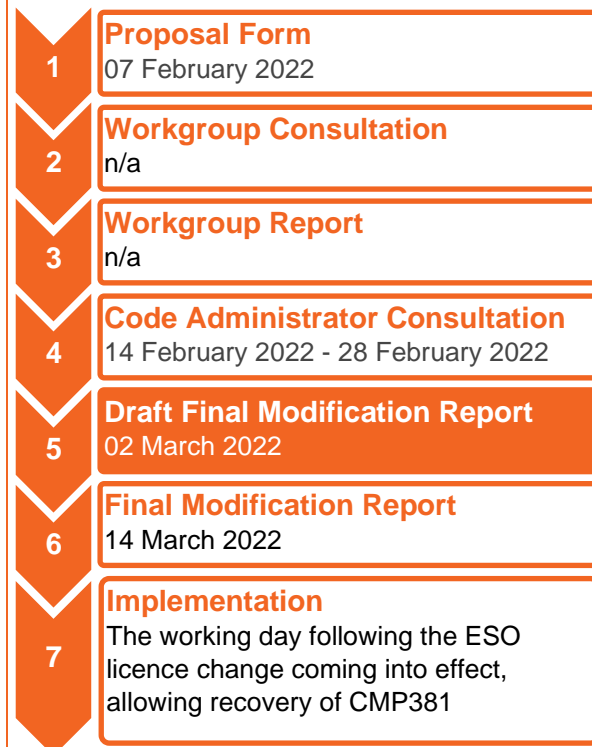 1
Proposal Form
07 February 2022
2
Workgroup Consultation
n/a
3
Workgroup Report
n/a
4
Code Administrator Consultation
14 February 2022 - 28 February 2022
5
Draft Final Modification Report
02 March 2022
6
Final Modification Report
14 March 2022
7
Implementation
The working day following the ESO
licence change coming into effect,
allowing recovery of CMP381